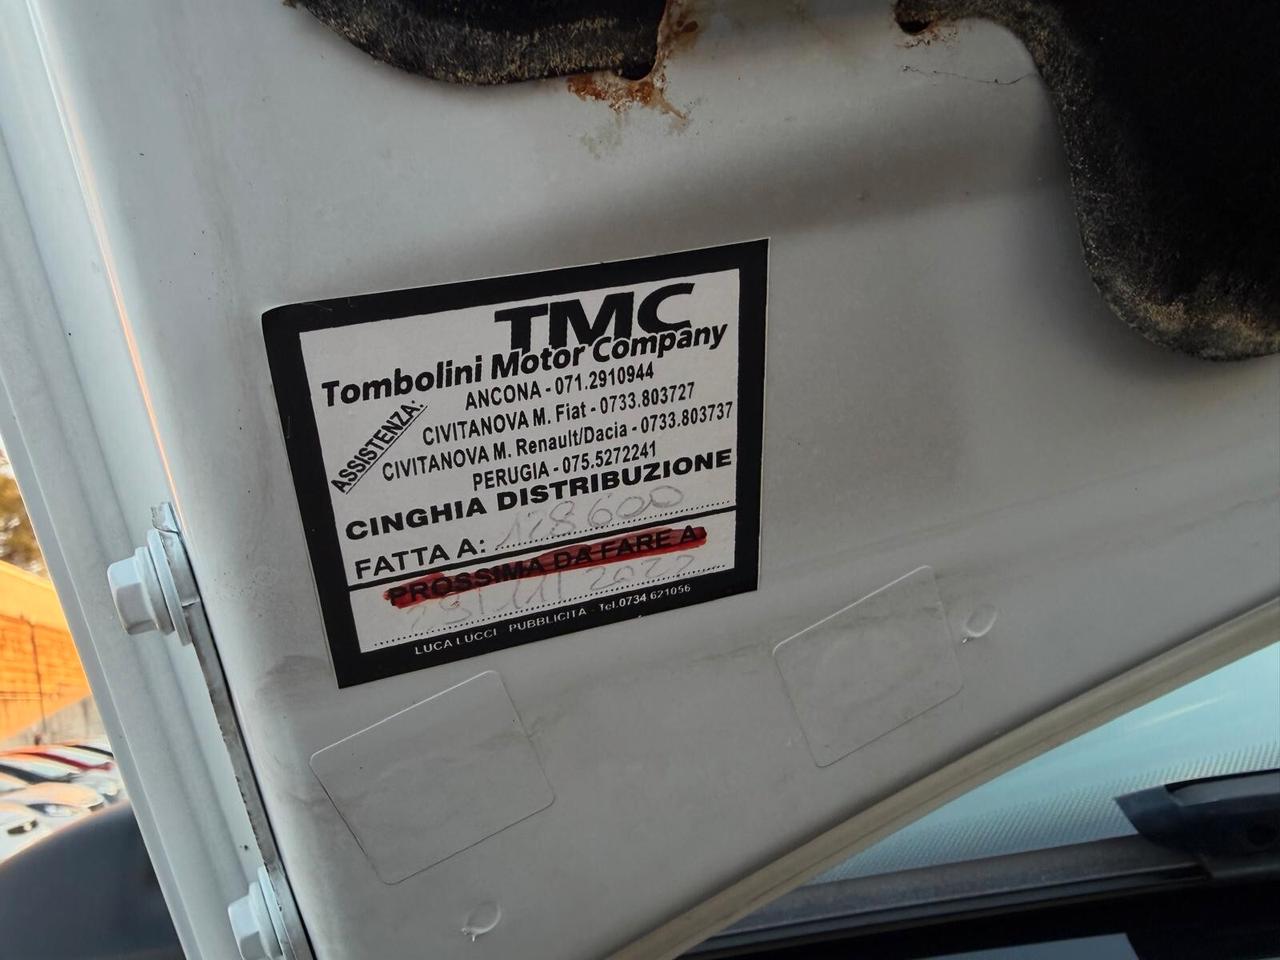 TMC
Tombolini Motor Company
ASSISTENZA:
ANCONA - 071.2910944
CIVITANOVA M. Fiat - 0733.803727
CIVITANOVA M. Renault/Dacia - 0733.803737
PERUGIA - 075.5272241
CINGHIA DISTRIBUZIONE
FATTA A: 128600
PROSSIMA DA FARE A
LUCA LUCCI PUBBLICITÀ - Tel.0734.621056